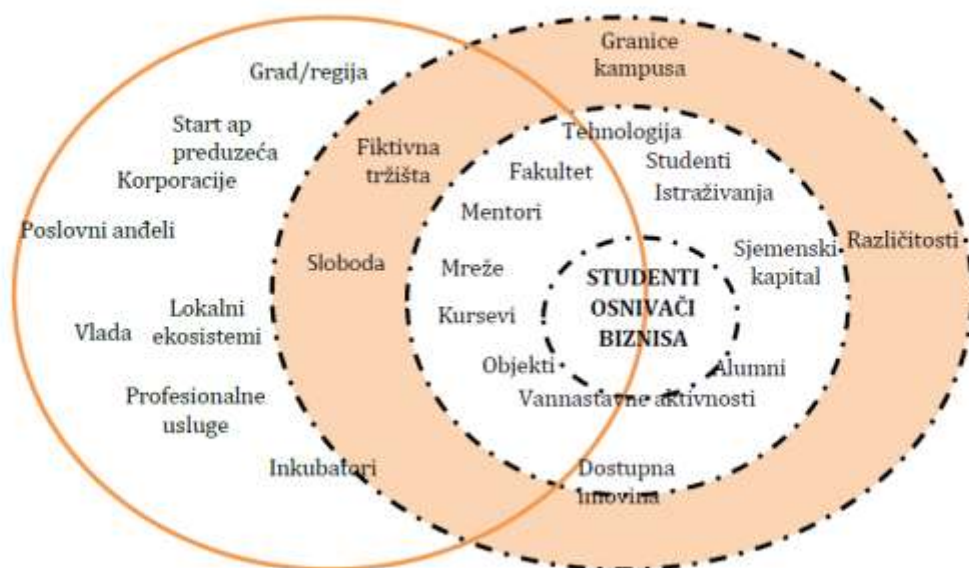 Granice
kampusa
Grad/regija
Start ap
preduzeća
Korporacije
Poslovni anđeli
Lokalni
ekosistemi
Vlada
Profesionalne
usluge
Inkubatori
Fiktivna
tržišta
Sloboda
Tehnologija
Fakultet
Studenti
Istraživanja
Mentori
Mreže
Kursevi
Objekti
Sjemenski
kapital
Različitosti
STUDENTI
OSNIVAČI
BIZNISA
Alumni
Vannastavne aktivnosti
Dostupna
imovina